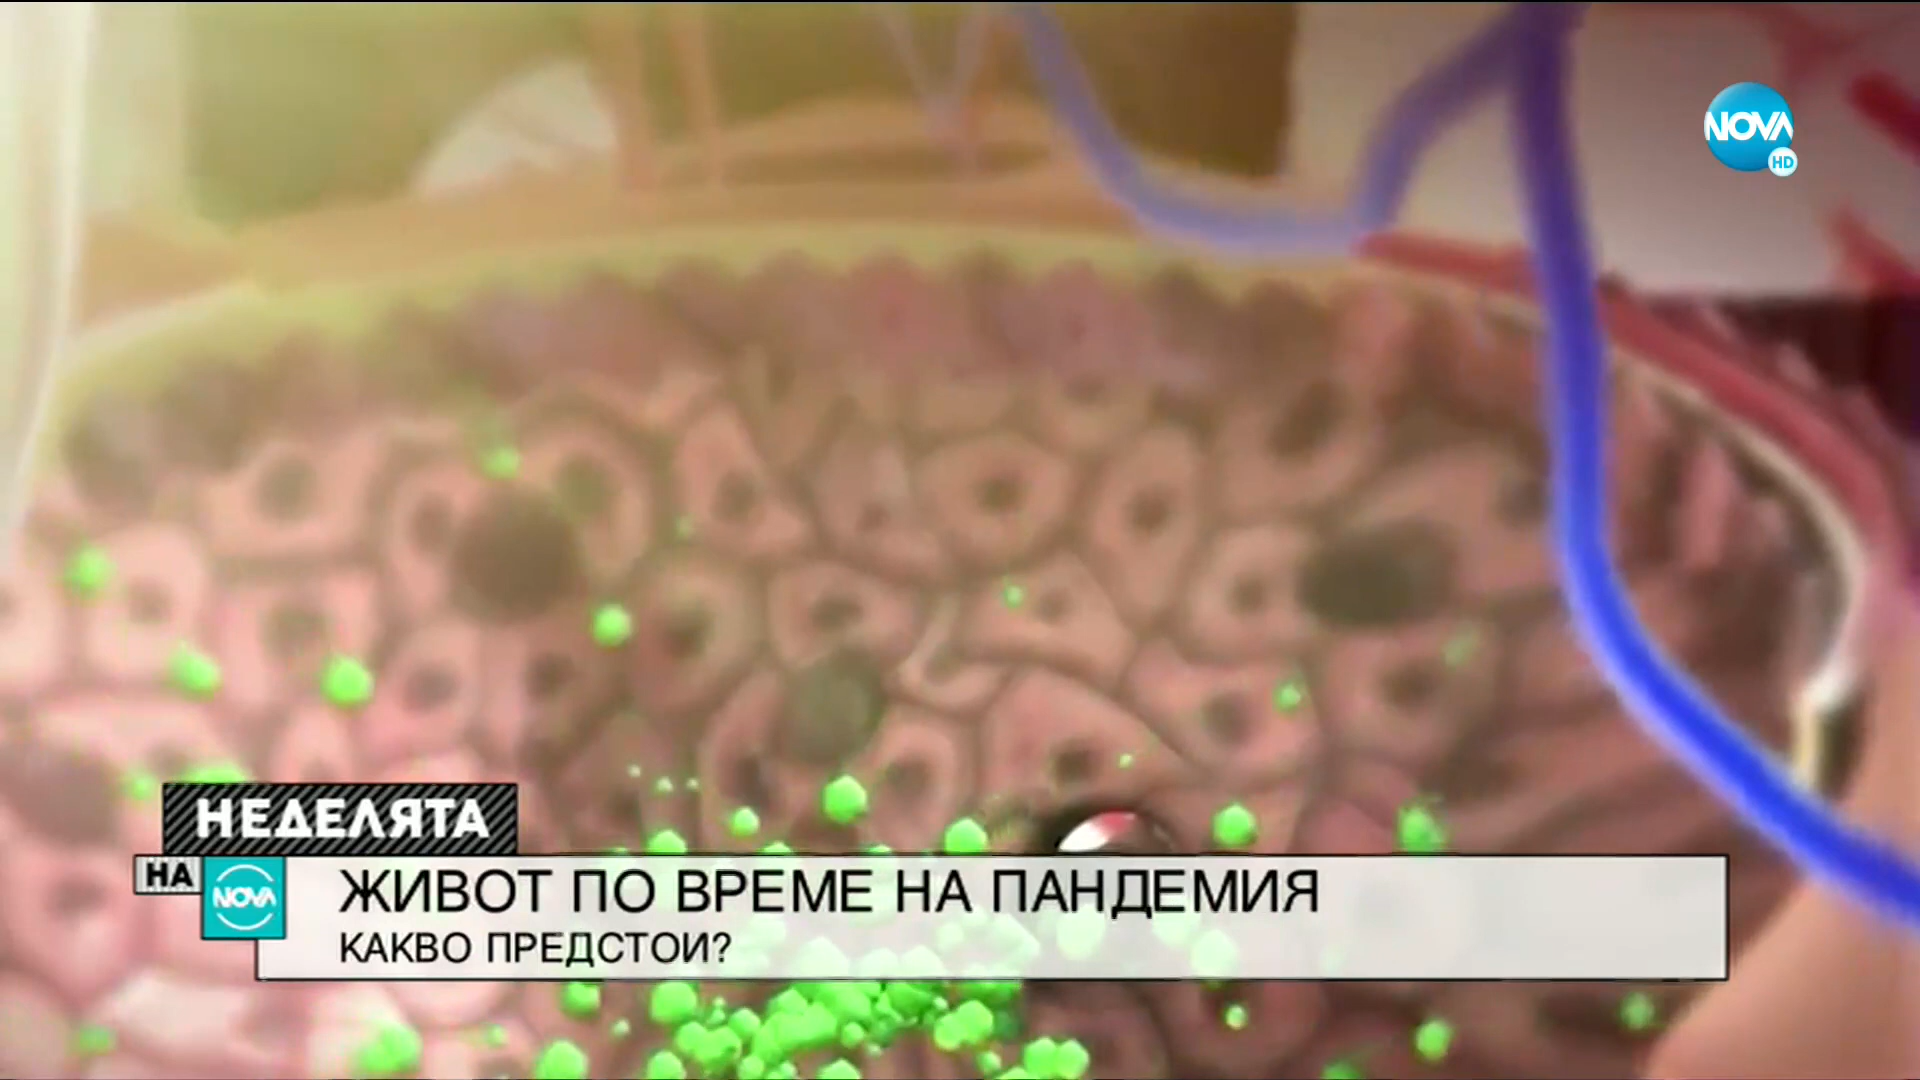 NOVA
HD
НЕДЕЛЯТА
НА
NOVA
ЖИВОТ ПО ВРЕМЕ НА ПАНДЕМИЯ
КАКВО ПРЕДСТОИ?